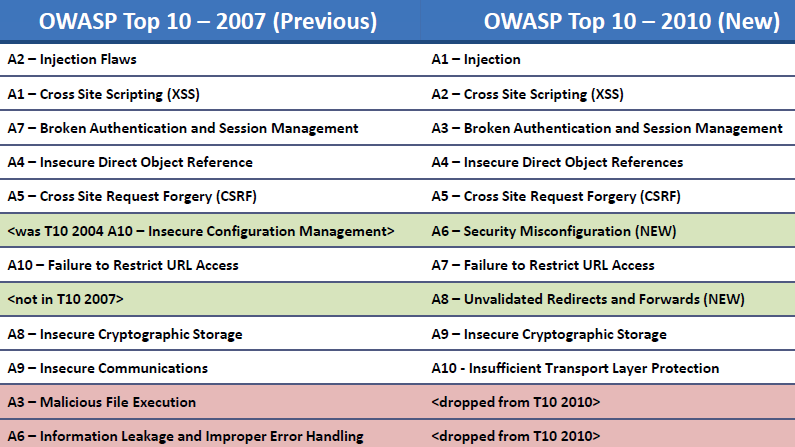 OWASP Top 10 – 2007 (Previous) OWASP Top 10 – 2010 (New)
A2 – Injection Flaws A1 – Injection
A1 – Cross Site Scripting (XSS) A2 – Cross Site Scripting (XSS)
A7 – Broken Authentication and Session Management A3 – Broken Authentication and Session Management
A4 – Insecure Direct Object Reference A4 – Insecure Direct Object References
A5 – Cross Site Request Forgery (CSRF) A5 – Cross Site Request Forgery (CSRF)
<was T10 2004 A10 – Insecure Configuration Management> A6 – Security Misconfiguration (NEW)
A10 – Failure to Restrict URL Access A7 – Failure to Restrict URL Access
<not in T10 2007> A8 – Unvalidated Redirects and Forwards (NEW)
A8 – Insecure Cryptographic Storage A9 – Insecure Cryptographic Storage
A9 – Insecure Communications A10 - Insufficient Transport Layer Protection
A3 – Malicious File Execution <dropped from T10 2010>
A6 – Information Leakage and Improper Error Handling <dropped from T10 2010>